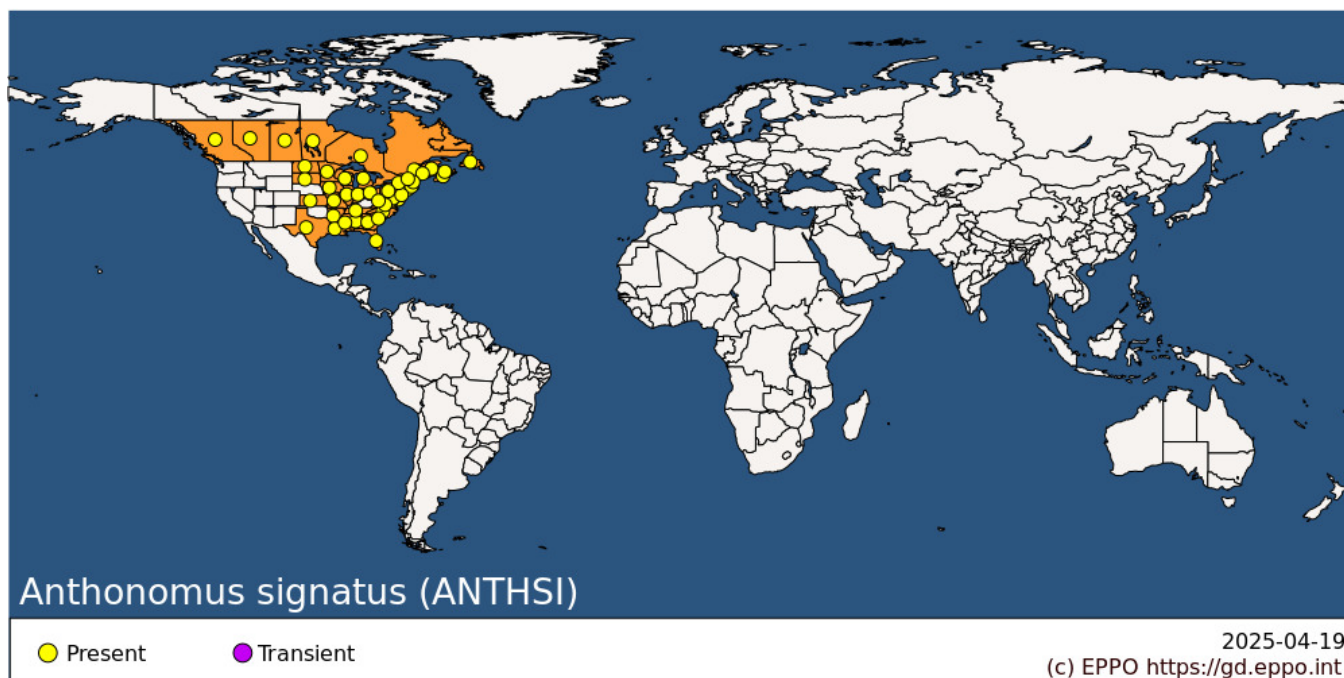 Anthonomus signatus (ANTHSI)
Present
Transient
2025-04-19
(c) EPPO https://gd.eppo.int